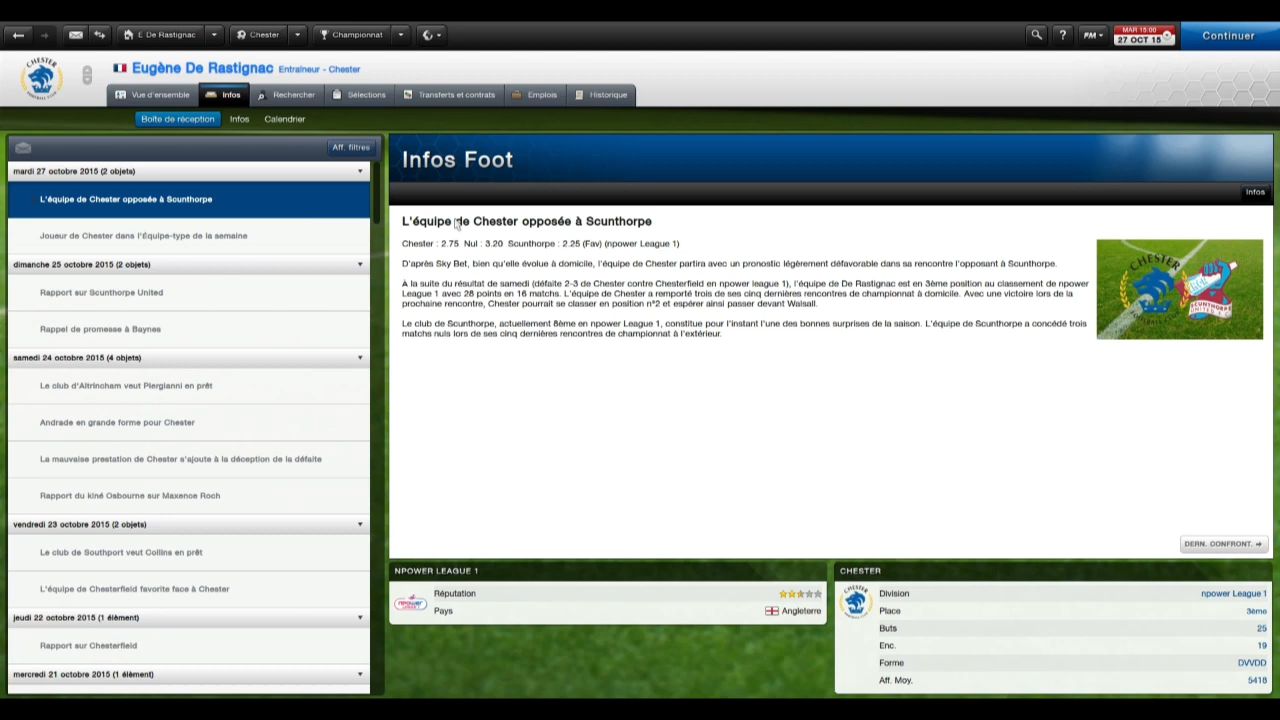 E. De Rastignac
Chester
Championnat
?
FM
MAR 15:00
27 OCT 15
Continuer
Eugène De Rastignac Entraîneur - Chester
Vue d'ensemble
Infos
Rechercher
Sélections
Transferts et contrats
Emplois
Historique
Boîte de réception
Infos
Calendrier
Aff. filtres
mardi 27 octobre 2015 (2 objets)
L'équipe de Chester opposée à Scunthorpe
Joueur de Chester dans l'Équipe-type de la semaine
dimanche 25 octobre 2015 (2 objets)
Rapport sur Scunthorpe United
Rappel de promesse à Baynes
samedi 24 octobre 2015 (4 objets)
Le club d'Altrincham veut Piergianni en prêt
Andrade en grande forme pour Chester
La mauvaise prestation de Chester s'ajoute à la déception de la défaite
Rapport du kiné Osbourne sur Maxence Roch
vendredi 23 octobre 2015 (2 objets)
Le club de Southport veut Collins en prêt
L'équipe de Chesterfield favorite face à Chester
jeudi 22 octobre 2015 (1 élément)
Rapport sur Chesterfield
mercredi 21 octobre 2015 (1 élément)
Infos Foot
Infos
L'équipe de Chester opposée à Scunthorpe
Chester : 2.75 Nul : 3.20 Scunthorpe : 2.25 (Fav) (npower League 1)
D'après Sky Bet, bien qu'elle évolue à domicile, l'équipe de Chester partira avec un pronostic légèrement défavorable dans sa rencontre l'opposant à Scunthorpe.
À la suite du résultat de samedi (défaite 2-3 de Chester contre Chesterfield en npower league 1), l'équipe de De Rastignac est en 3ème position au classement de npower
League 1 avec 28 points en 16 matchs. L'équipe de Chester a remporté trois de ses cinq dernières rencontres de championnat à domicile. Avec une victoire lors de la
prochaine rencontre, Chester pourrait se classer en position n°2 et espérer ainsi passer devant Walsall.
Le club de Scunthorpe, actuellement 8ème en npower League 1, constitue pour l'instant l'une des bonnes surprises de la saison. L'équipe de Scunthorpe a concédé trois
matchs nuls lors de ses cinq dernières rencontres de championnat à l'extérieur.
CHESTER
SCUNTHORPE
UNITED
DERN. CONFRONT.
NPOWER LEAGUE 1
npower
Réputation
Pays
Angleterre
CHESTER
CHESTER
Division npower League 1
Place 3ème
Buts 25
Enc. 19
Forme DVVDD
Aff. Moy. 5418